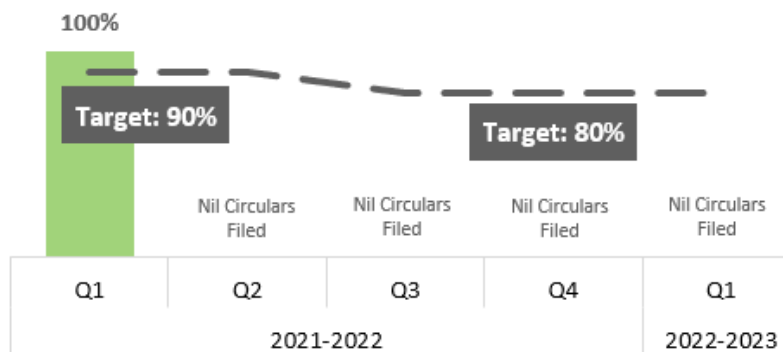 100%
Target: 90%
Target: 80%
Nil Circulars
Filed
Nil Circulars
Filed
Nil Circulars
Filed
Nil Circulars
Filed
Q1 Q2 Q3 Q4 Q1
2021-2022 2022-2023